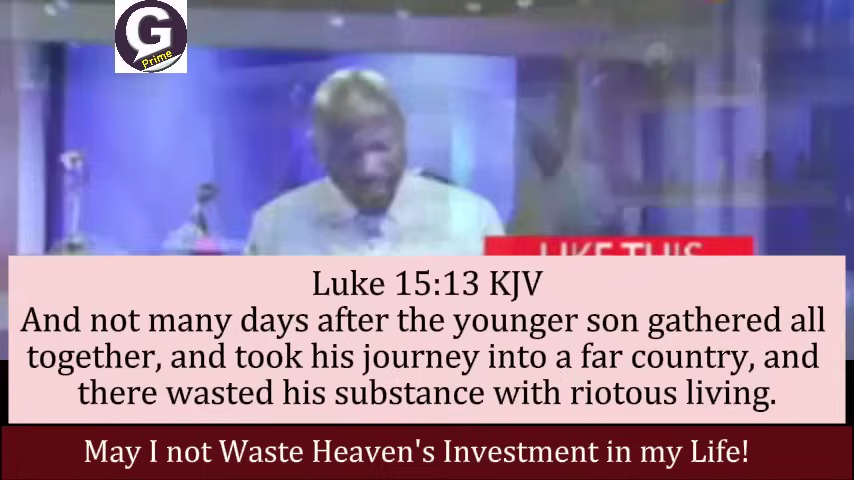 G
Prime
LIKE THIS
Luke 15:13 KJV
And not many days after the younger son gathered all
together, and took his journey into a far country, and
there wasted his substance with riotous living.
May I not Waste Heaven's Investment in my Life!